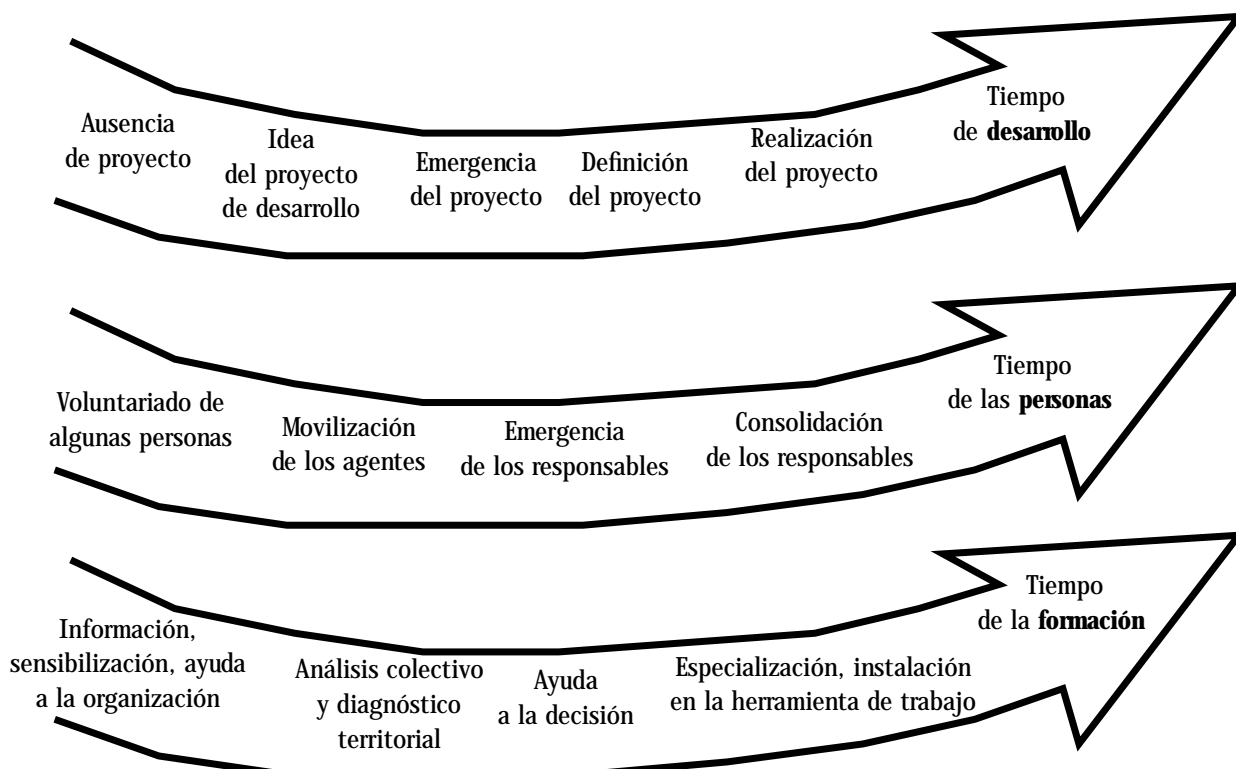 Ausencia
de proyecto
Idea
del proyecto
de desarrollo
Emergencia
del proyecto
Definición
del proyecto
Realización
del proyecto
Tiempo
de desarrollo
Voluntariado de
algunas personas
Movilización
de los agentes
Emergencia
de los responsables
Consolidación
de los responsables
Tiempo
de las personas
Información,
sensibilización, ayuda
a la organización
Análisis colectivo
y diagnóstico
territorial
Ayuda
a la decisión
Especialización, instalación
en la herramienta de trabajo
Tiempo
de la formación